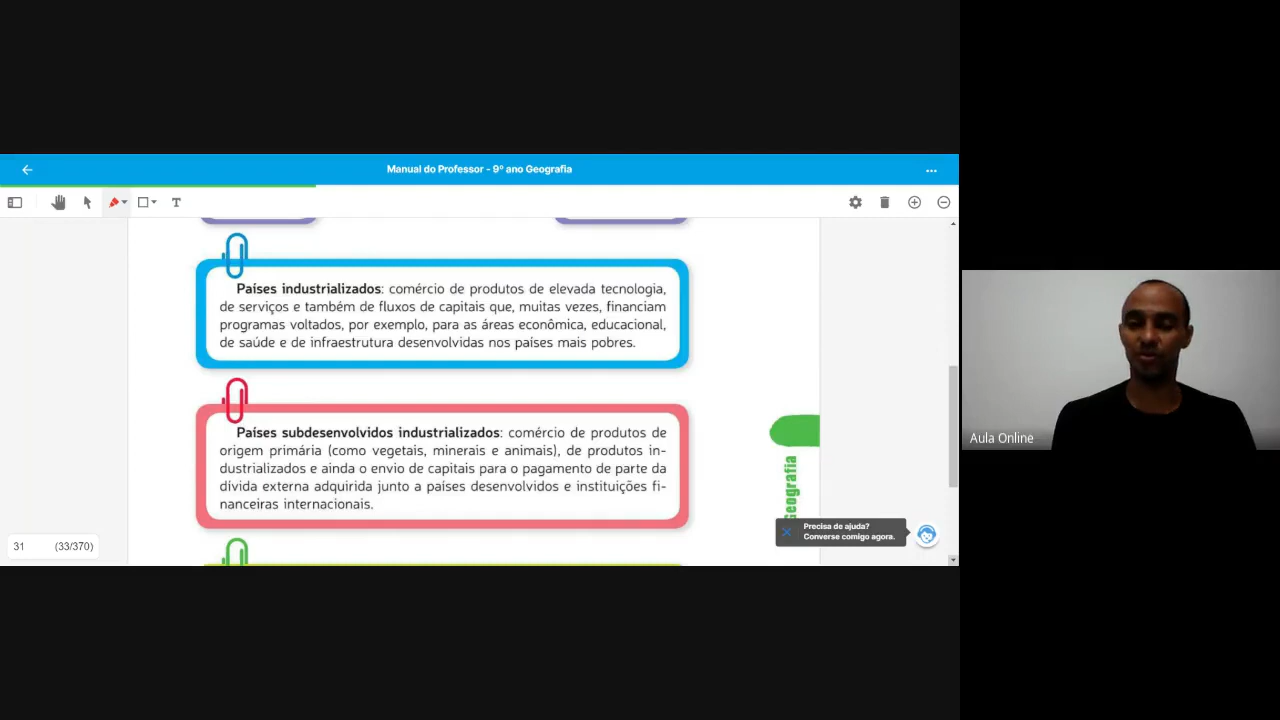 Manual do Professor - 9º ano Geografia
T
Países industrializados: comércio de produtos de elevada tecnologia,
de serviços e também de fluxos de capitais que, muitas vezes, financiam
programas voltados, por exemplo, para as áreas econômica, educacional,
de saúde e de infraestrutura desenvolvidas nos países mais pobres.
Países subdesenvolvidos industrializados: comércio de produtos de
origem primária (como vegetais, minerais e animais), de produtos in-
dustrializados e ainda o envio de capitais para o pagamento de parte da
dívida externa adquirida junto a países desenvolvidos e instituições fi-
nanceiras internacionais.
Geografia
Precisa de ajuda?
Converse comigo agora.
31 (33/370)
Aula Online